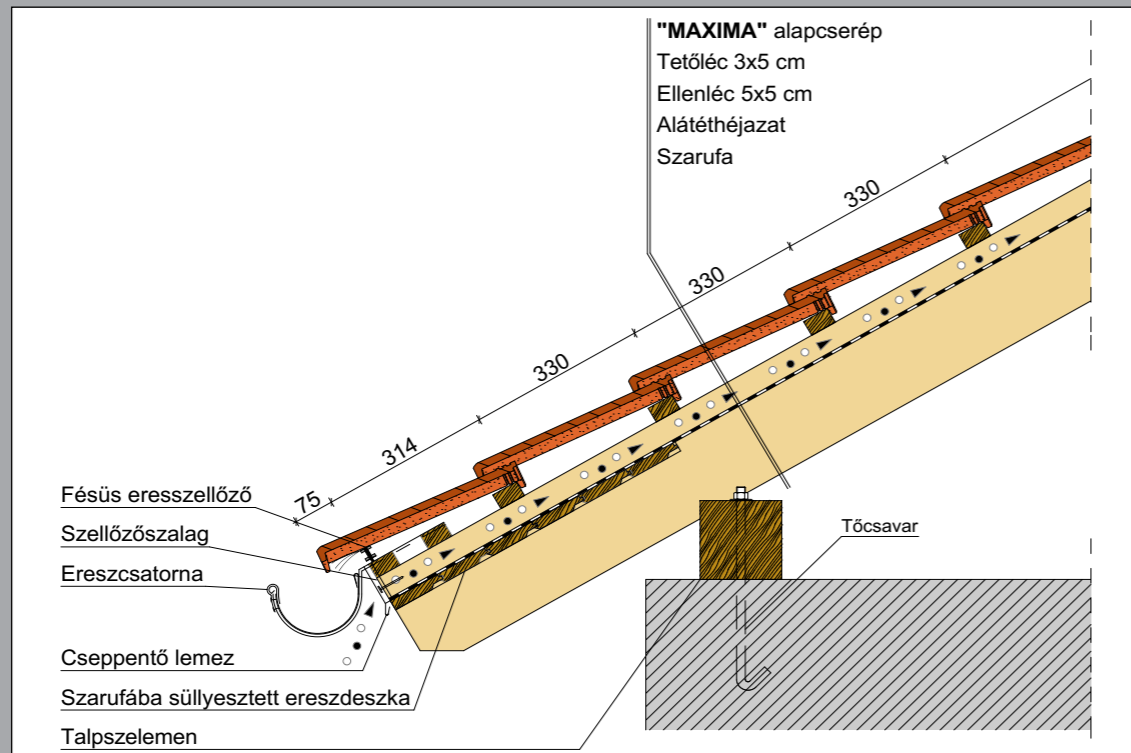 "MAXIMA" alapcserép
Tetőléc 3x5 cm
Ellenléc 5x5 cm
Alátéthéjazat
Szarufa
330
330
330
314
75
Fésüs eresszellőző
Szellőzőszalag
Ereszcsatorna
Tőcsavar
Cseppentő lemez
Szarufába süllyesztett ereszdeszka
Talpszelemen